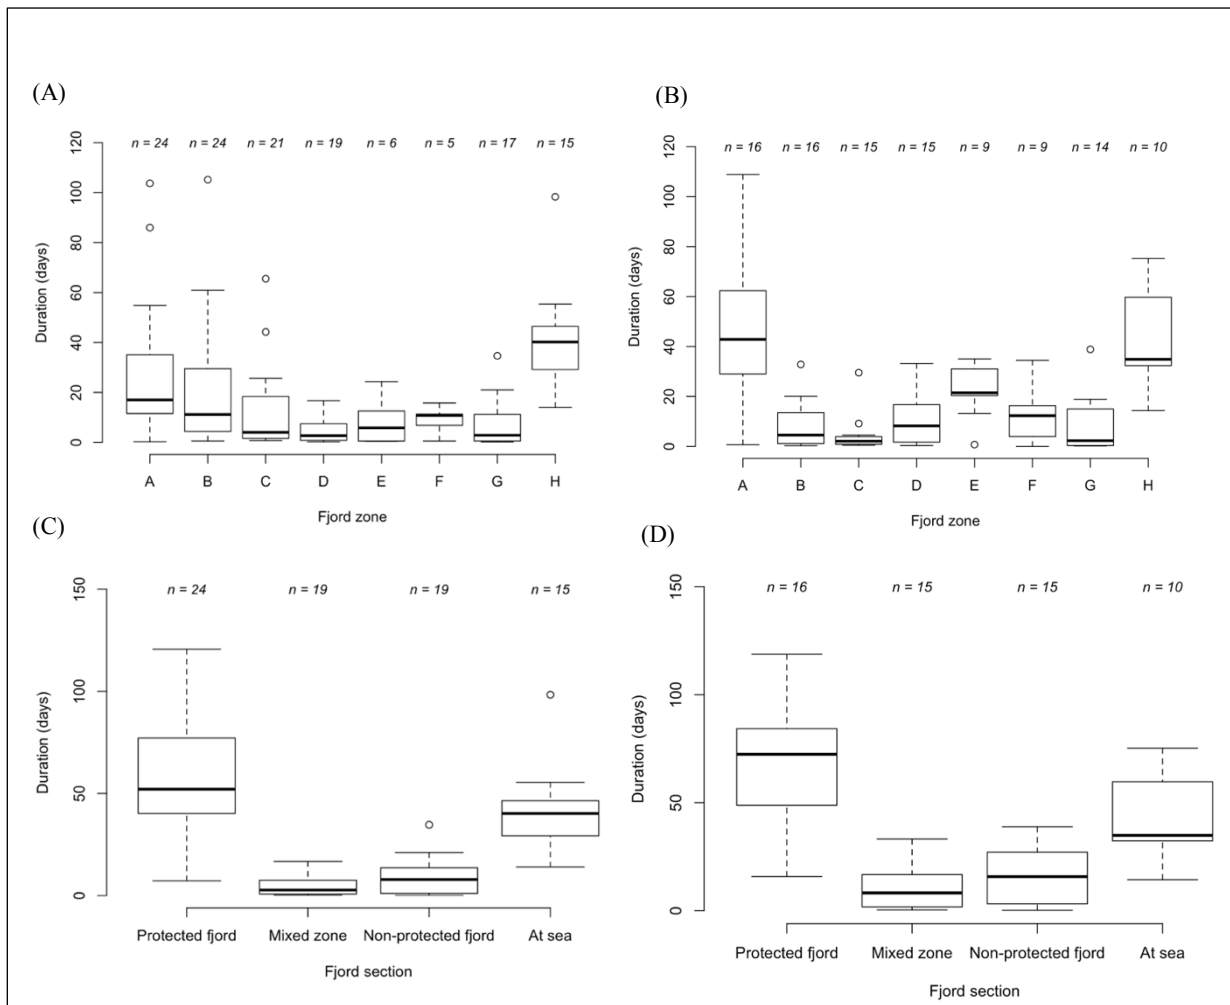 (A)
n = 24 n = 24 n = 21 n = 19 n = 6 n = 5 n = 17 n = 15
120
100
80
60
40
20
0
Duration (days)
A B C D E F G H
Fjord zone
(B)
n = 16 n = 16 n = 15 n = 15 n = 9 n = 9 n = 14 n = 10
120
100
80
60
40
20
0
Duration (days)
A B C D E F G H
Fjord zone
(C)
n = 24 n = 19 n = 19 n = 15
150
100
50
0
Duration (days)
Protected fjord Mixed zone Non-protected fjord At sea
Fjord section
(D)
n = 16 n = 15 n = 15 n = 10
150
100
50
0
Duration (days)
Protected fjord Mixed zone Non-protected fjord At sea
Fjord section